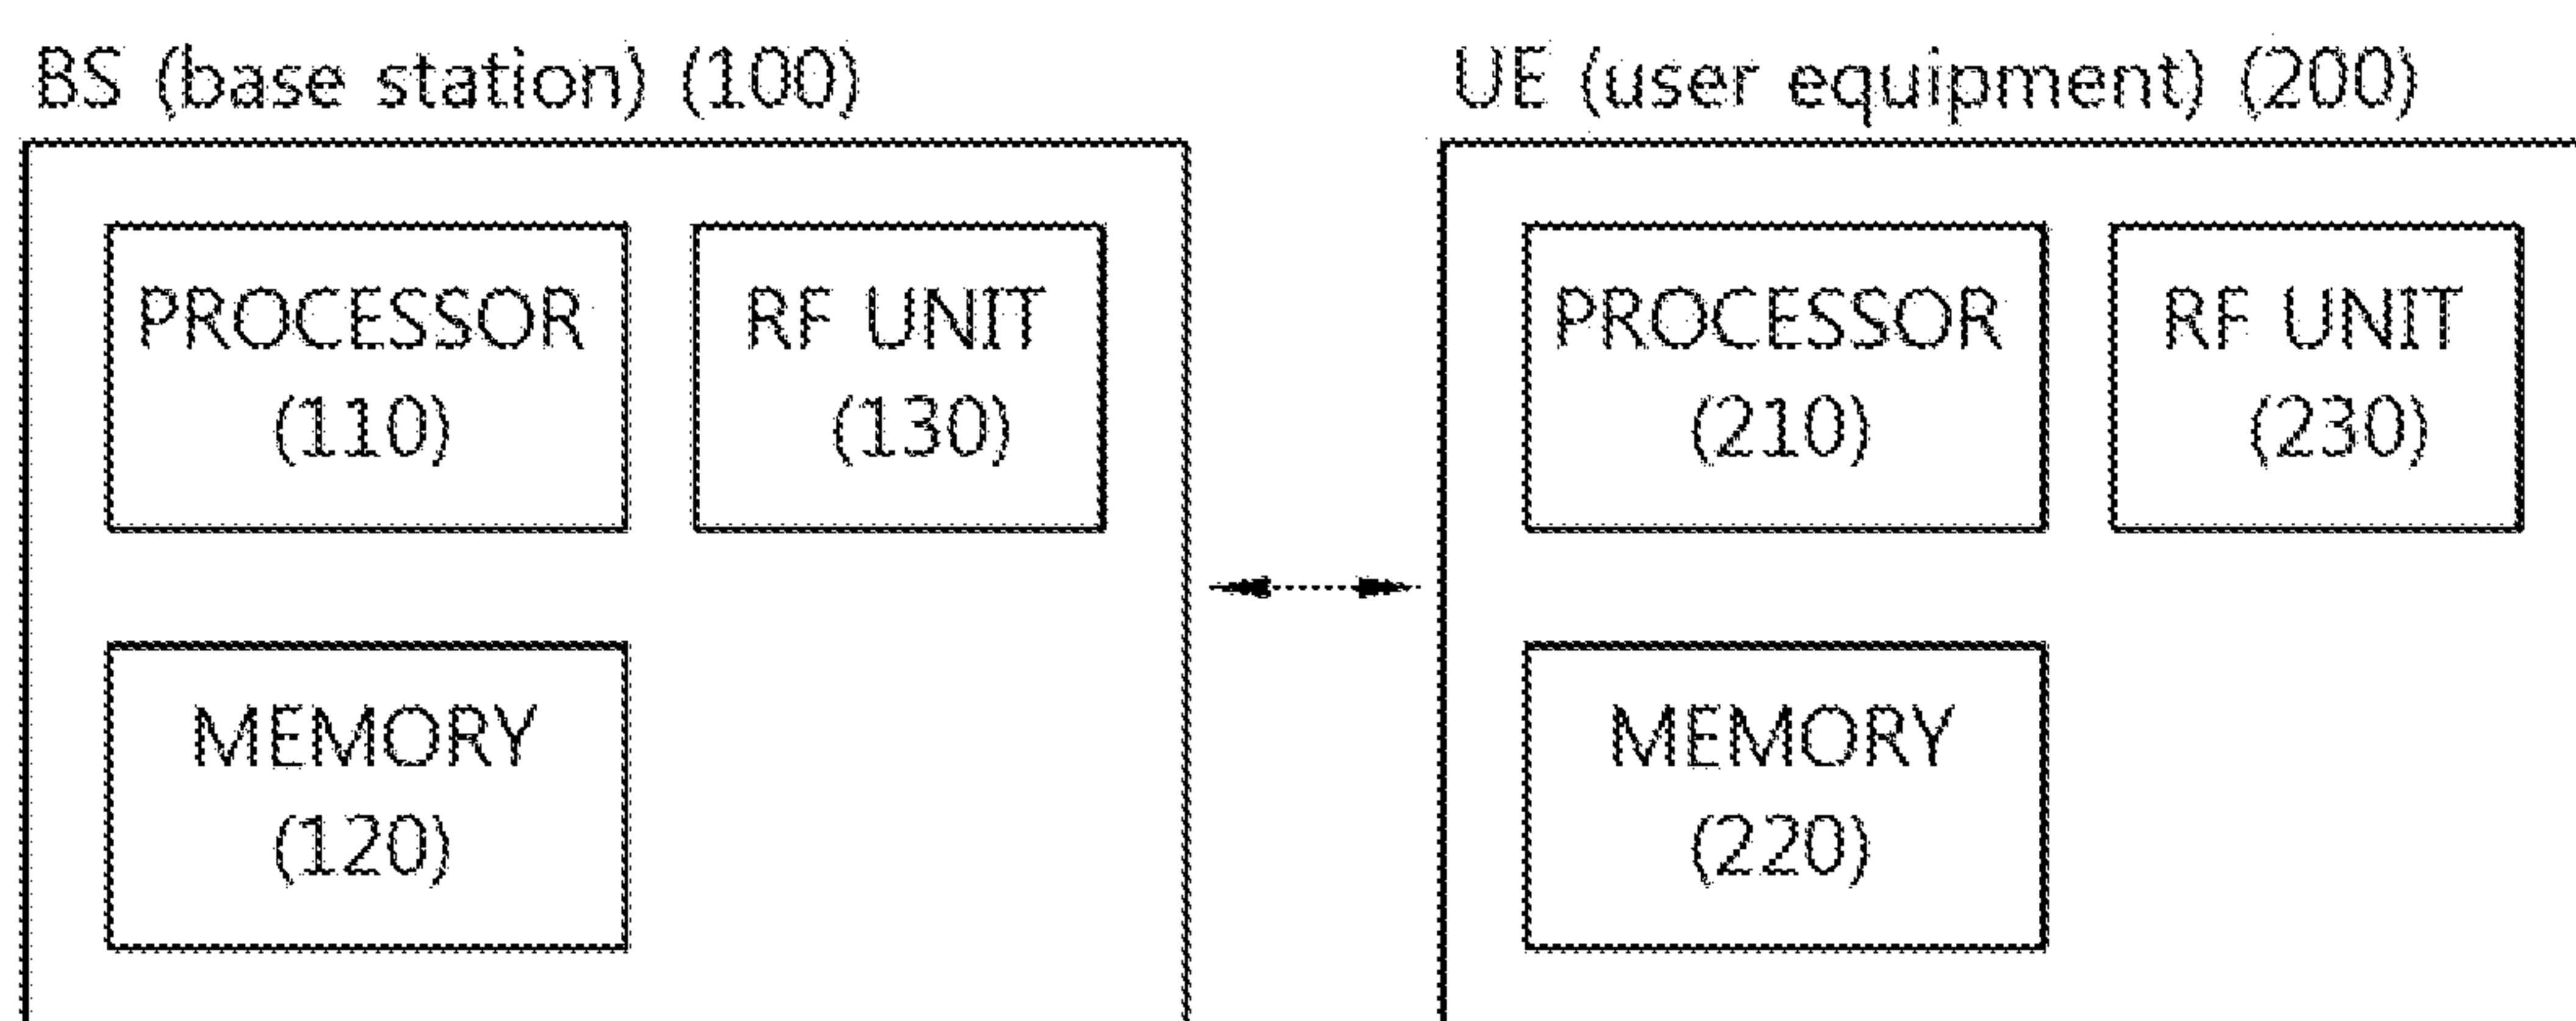 BS (base station) (100)
PROCESSOR
(110)
RF UNIT
(130)
MEMORY
(120)
UE (user equipment) (200)
PROCESSOR
(210)
RF UNIT
(230)
MEMORY
(220)